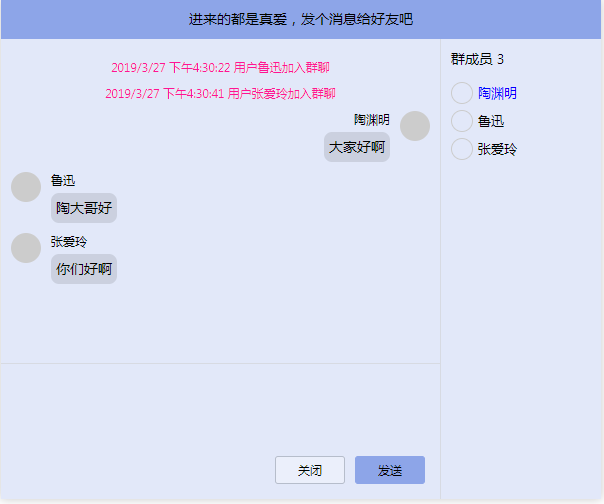 进来的都是真爱，发个消息给好友吧
2019/3/27 下午4:30:22 用户鲁迅加入群聊
2019/3/27 下午4:30:41 用户张爱玲加入群聊
陶渊明
大家好啊
鲁迅
陶大哥好
张爱玲
你们好啊
关闭
发送
群成员 3
陶渊明
鲁迅
张爱玲